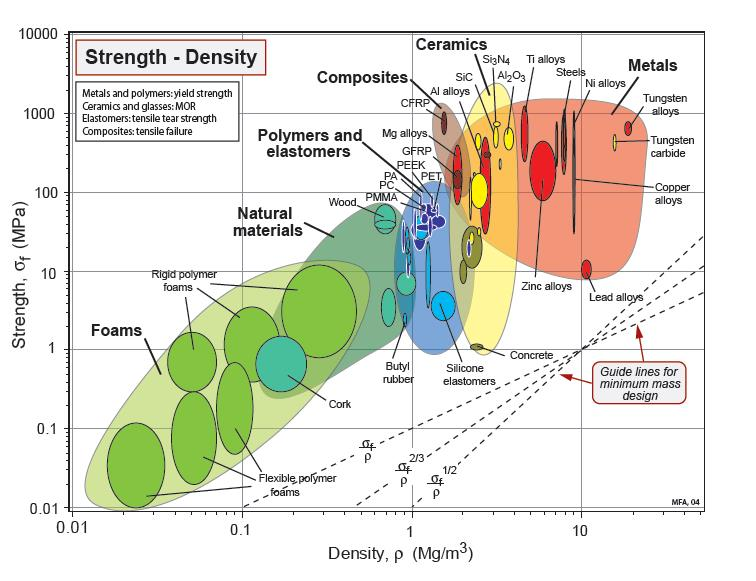 Strength - Density
Metals and polymers: yield strength
Ceramics and glasses: MOR
Elastomers: tensile tear strength
Composites: tensile failure
10000
1000
100
10
1
0.1
0.01
Strength, σf (MPa)
Ceramics
Composites
Metals
Polymers and
elastomers
Natural
materials
Foams
Si3N4
Ti alloys
SiC
Al2O3
Steels
Al alloys
Ni alloys
CFRP
Tungsten
alloys
Mg alloys
GFRP
Tungsten
carbide
PEEK
PA
PET
PC
PMMA
Wood
Copper
alloys
Rigid polymer
foams
Zinc alloys
Lead alloys
Butyl
rubber
Silicone
elastomers
Concrete
Cork
Guide lines for
minimum mass
design
Flexible polymer
foams
σf
ρ
σf2/3
ρ
σf1/2
ρ
MFA, 04
0.01
0.1
1
10
Density, ρ (Mg/m3)